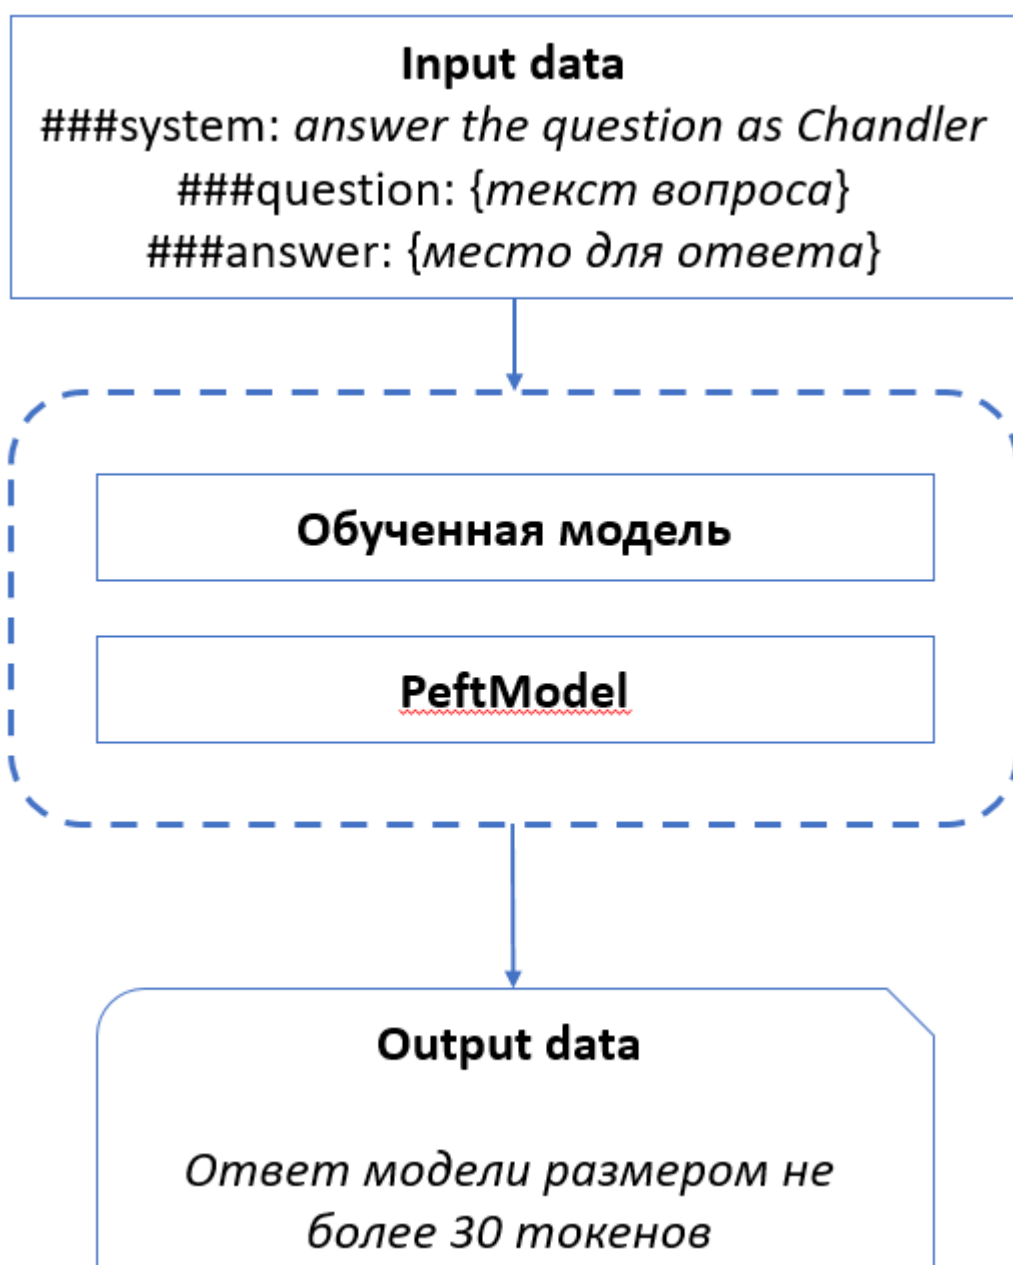 Input data
###system: answer the question as Chandler
###question: {текст вопроса}
###answer: {место для ответа}
Обученная модель
PeftModel
Output data
Ответ модели размером не
более 30 токенов